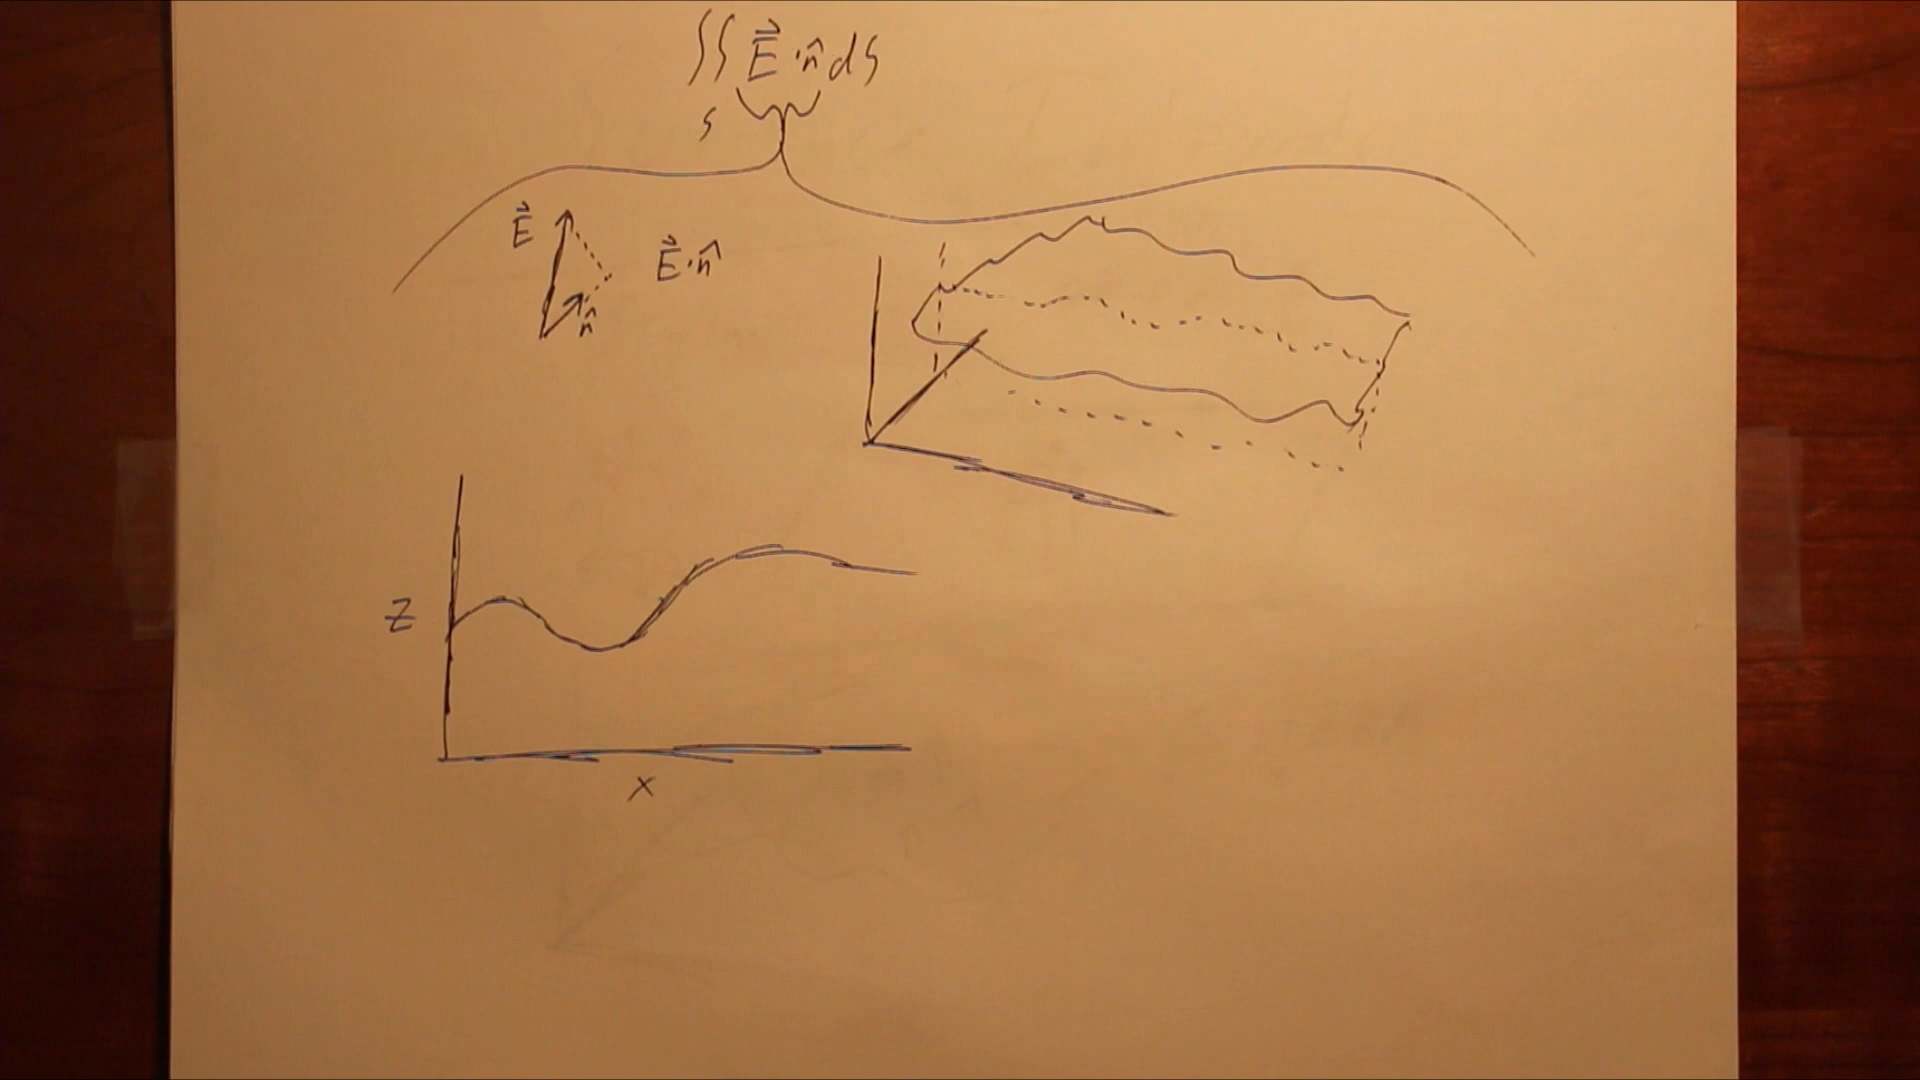 ∬ E⃗ · n̂ dS
S
E⃗
E⃗ · n̂
n̂
z
x